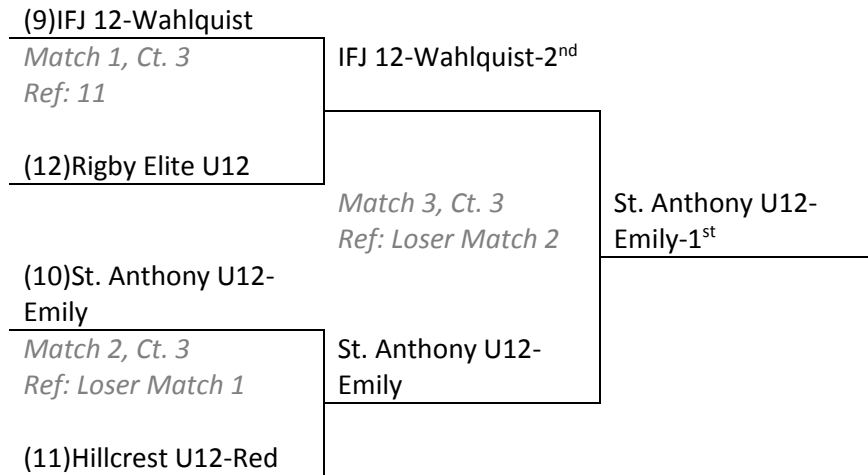 (9)IFJ 12-Wahlquist
Match 1, Ct. 3
Ref: 11
IFJ 12-Wahlquist-2nd
(12)Rigby Elite U12
Match 3, Ct. 3
Ref: Loser Match 2
St. Anthony U12-
Emily-1st
(10)St. Anthony U12-
Emily
Match 2, Ct. 3
Ref: Loser Match 1
St. Anthony U12-
Emily
(11)Hillcrest U12-Red